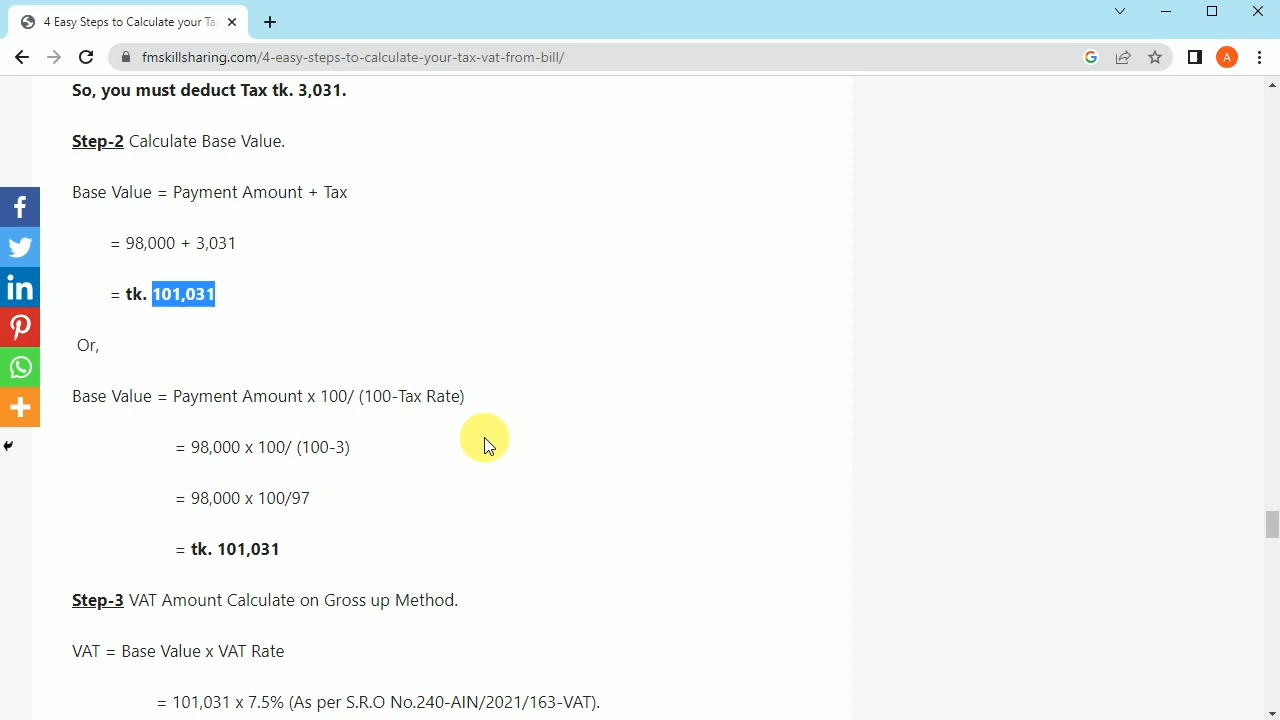 4 Easy Steps to Calculate your Ta
fmskillsharing.com/4-easy-steps-to-calculate-your-tax-vat-from-bill/
A
So, you must deduct Tax tk. 3,031.
Step-2 Calculate Base Value.
Base Value = Payment Amount + Tax
= 98,000 + 3,031
= tk. 101,031
Or,
Base Value = Payment Amount x 100/ (100-Tax Rate)
= 98,000 x 100/ (100-3)
= 98,000 x 100/97
= tk. 101,031
Step-3 VAT Amount Calculate on Gross up Method.
VAT = Base Value x VAT Rate
= 101,031 x 7.5% (As per S.R.O No.240-AIN/2021/163-VAT).